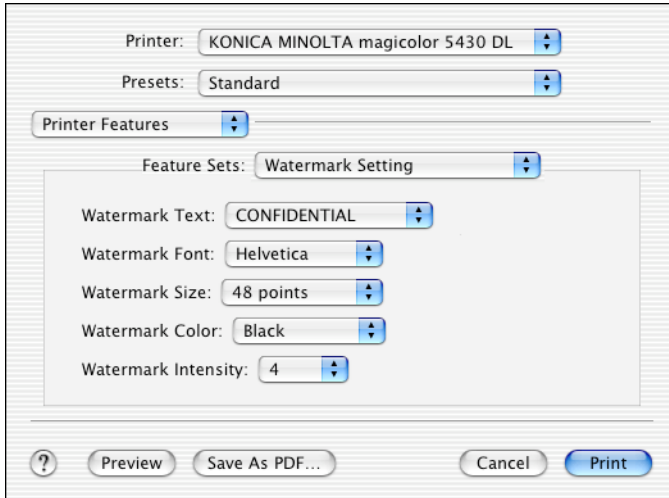 Printer: KONICA MINOLTA magicolor 5430 DL
Presets: Standard
Printer Features
Feature Sets: Watermark Setting
Watermark Text: CONFIDENTIAL
Watermark Font: Helvetica
Watermark Size: 48 points
Watermark Color: Black
Watermark Intensity: 4
? Preview Save As PDF... Cancel Print